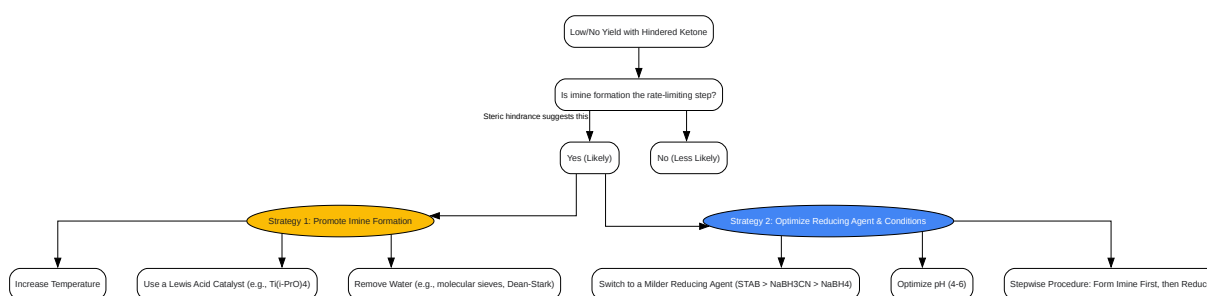 Low/No Yield with Hindered Ketone
Is imine formation the rate-limiting step?
Steric hindrance suggests this
Yes (Likely)
No (Less Likely)
Strategy 1: Promote Imine Formation
Strategy 2: Optimize Reducing Agent & Conditions
Increase Temperature
Use a Lewis Acid Catalyst (e.g., Ti(i-PrO)4)
Remove Water (e.g., molecular sieves, Dean-Stark)
Switch to a Milder Reducing Agent (STAB > NaBH3CN > NaBH4)
Optimize pH (4-6)
Stepwise Procedure: Form Imine First, then Reduc